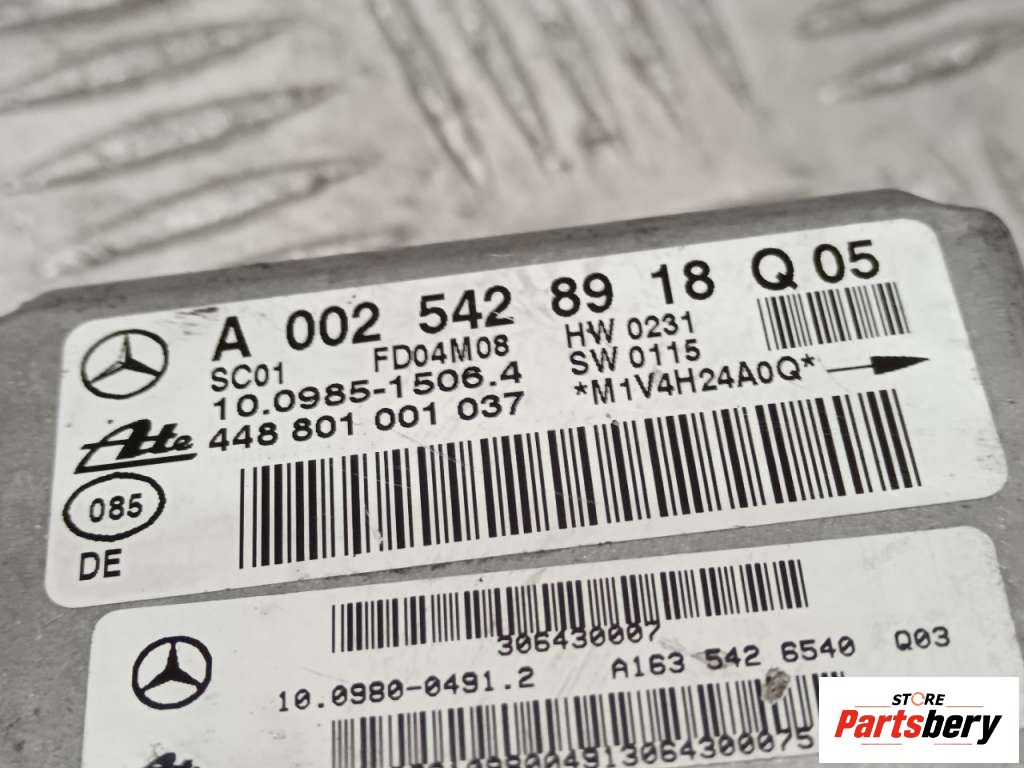 A 002 542 89 18 Q 05
SC01 FD04M08 HW 0231
10.0985-1506.4 SW 0115
448 801 001 037 *M1V4H24A0Q*
Ate
085
DE
306430007
10.0980-0491.2 A163 542 6540 Q03
STORE
Partsbery